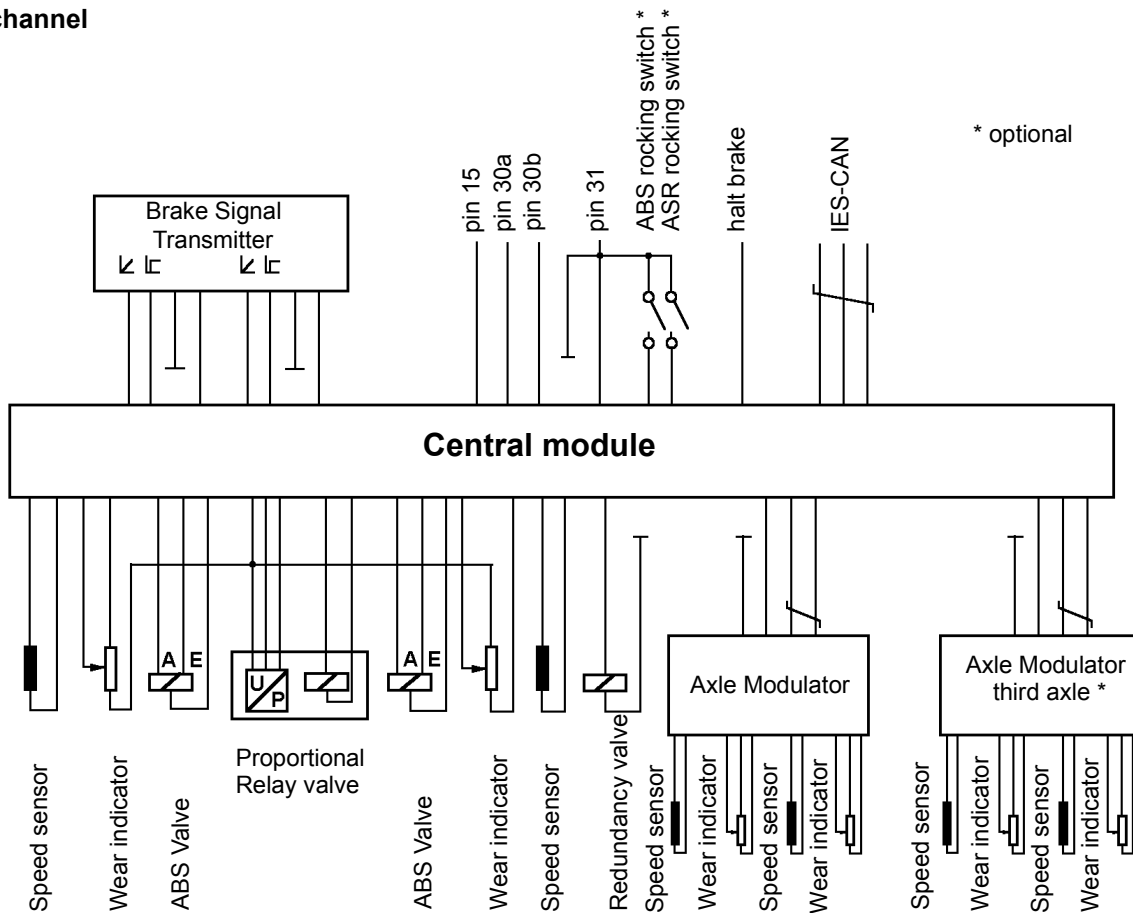 channel
ABS rocking switch *
ASR rocking switch *
* optional
pin 15
pin 30a
pin 30b
pin 31
halt brake
IES-CAN
Brake Signal
Transmitter
Central module
A E
U
P
A E
Axle Modulator
Axle Modulator
third axle *
Proportional
Relay valve
Speed sensor
Wear indicator
ABS Valve
ABS Valve
Wear indicator
Speed sensor
Redundancy valve
Speed sensor
Wear indicator
Speed sensor
Wear indicator
Speed sensor
Wear indicator
Speed sensor
Wear indicator